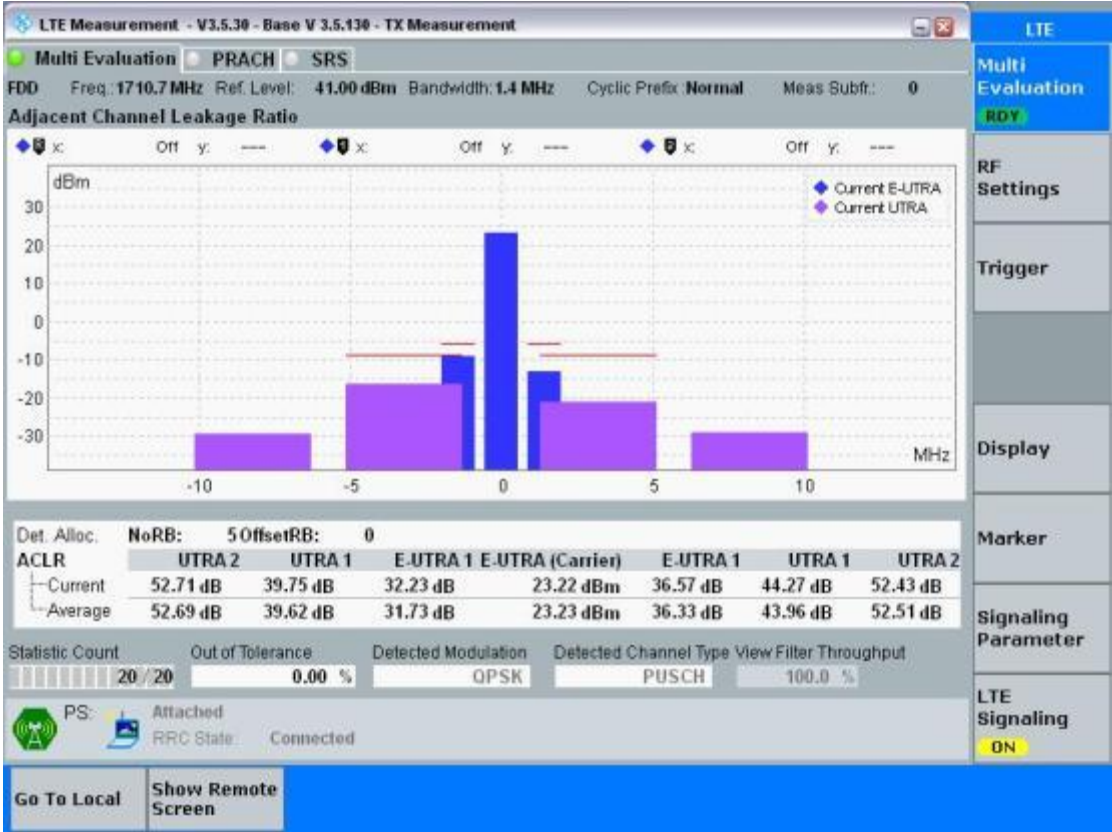 LTE Measurement - V3.5.30 - Base V 3.5.130 - TX Measurement
LTE
Multi Evaluation PRACH SRS
FDD Freq.: 1710.7 MHz Ref. Level: 41.00 dBm Bandwidth: 1.4 MHz Cyclic Prefix: Normal Meas Subfr.: 0
Multi
Evaluation
RDY
Adjacent Channel Leakage Ratio
x: Off y: --- x: Off y: --- x: Off y: ---
dBm
Current E-UTRA
Current UTRA
30
20
10
0
-10
-20
-30
MHz
-10 -5 0 5 10
RF
Settings
Trigger
Display
Marker
Signaling
Parameter
LTE
Signaling
ON
Det. Alloc. NoRB: 5 OffsetRB: 0
ACLR UTRA 2 UTRA 1 E-UTRA 1 E-UTRA (Carrier) E-UTRA 1 UTRA 1 UTRA 2
Current 52.71 dB 39.75 dB 32.23 dB 23.22 dBm 36.57 dB 44.27 dB 52.43 dB
Average 52.69 dB 39.62 dB 31.73 dB 23.23 dBm 36.33 dB 43.96 dB 52.51 dB
Statistic Count Out of Tolerance Detected Modulation Detected Channel Type View Filter Throughput
20 / 20 0.00 % QPSK PUSCH 100.0 %
PS: Attached
RRC State: Connected
Go To Local
Show Remote
Screen